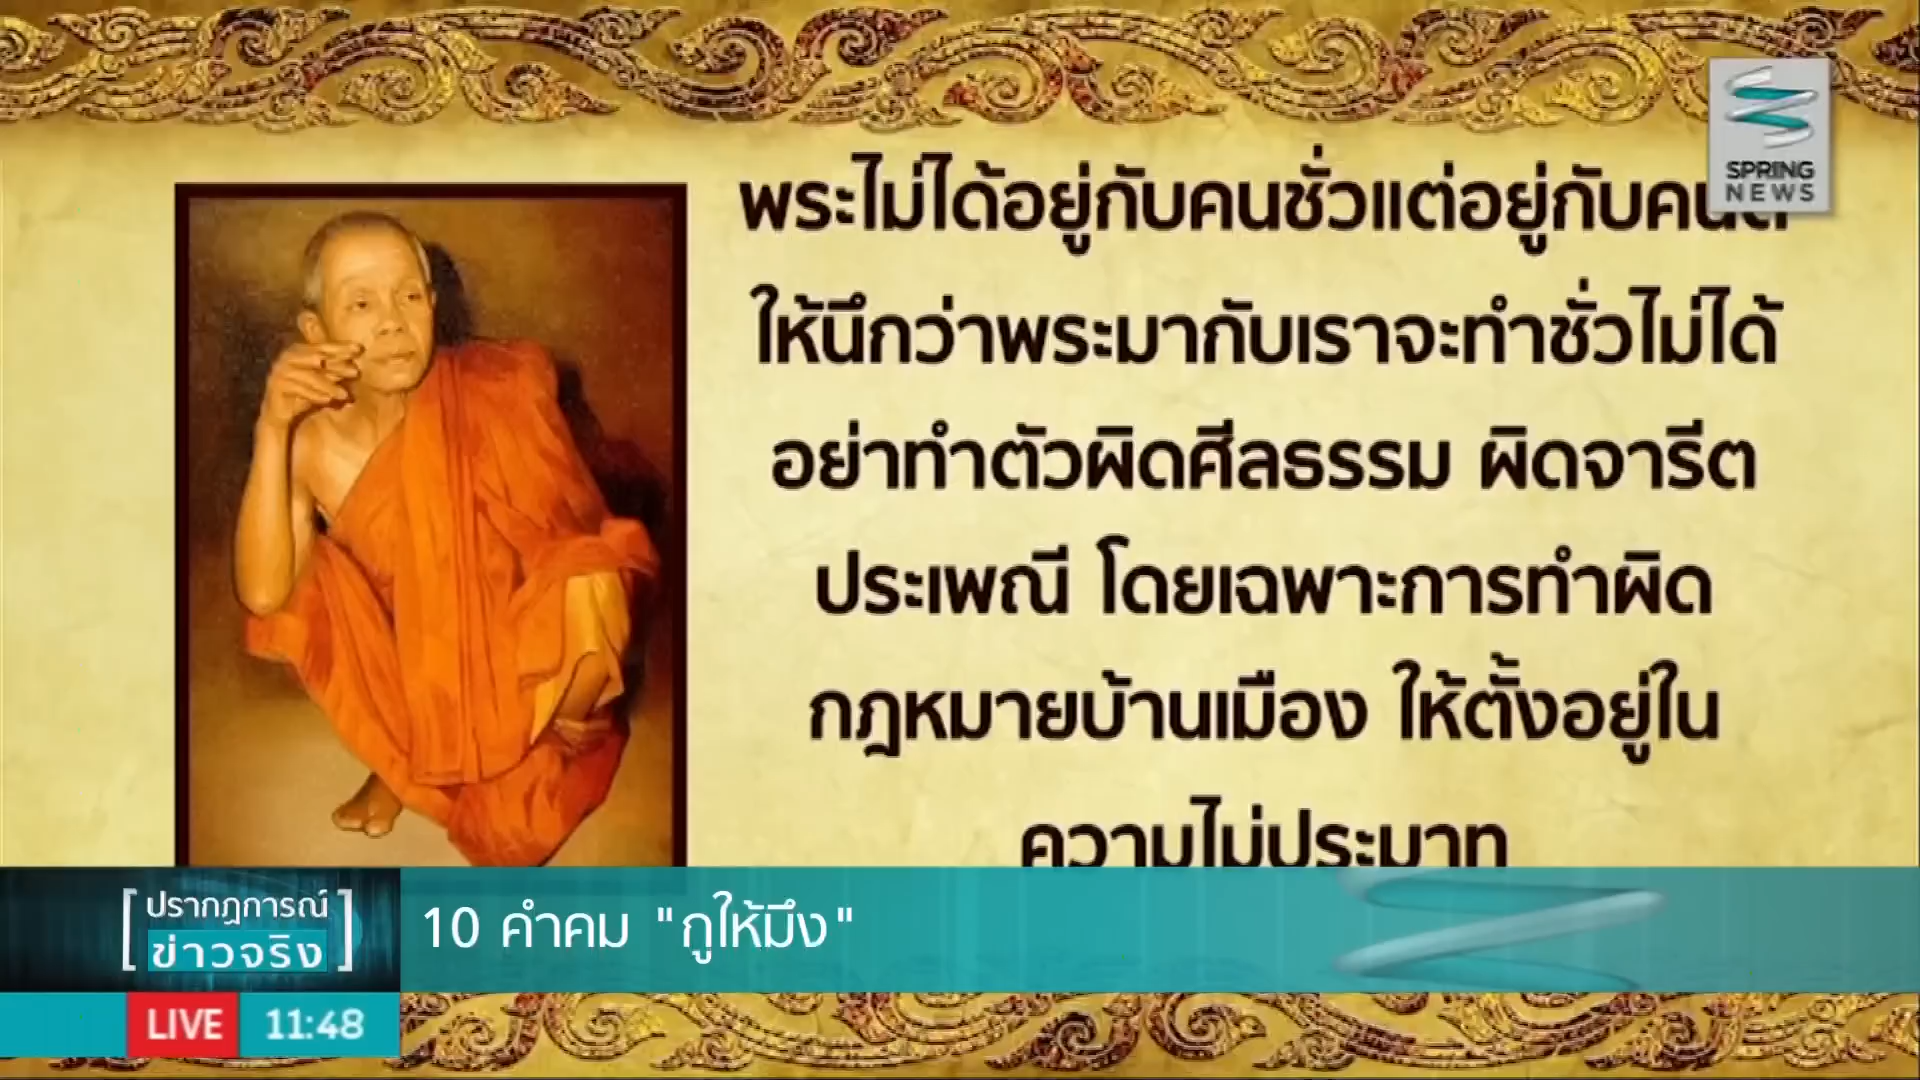 SPRING
NEWS
พระไม่ได้อยู่กับคนชั่วแต่อยู่กับคนดี
ให้นึกว่าพระมากับเราจะทำชั่วไม่ได้
อย่าทำตัวผิดศีลธรรม ผิดจารีต
ประเพณี โดยเฉพาะการทำผิด
กฎหมายบ้านเมือง ให้ตั้งอยู่ใน
ความไม่ประมาท
[ปรากฏการณ์
ข่าวจริง]
10 คำคม "กูให้มึง"
LIVE 11:48